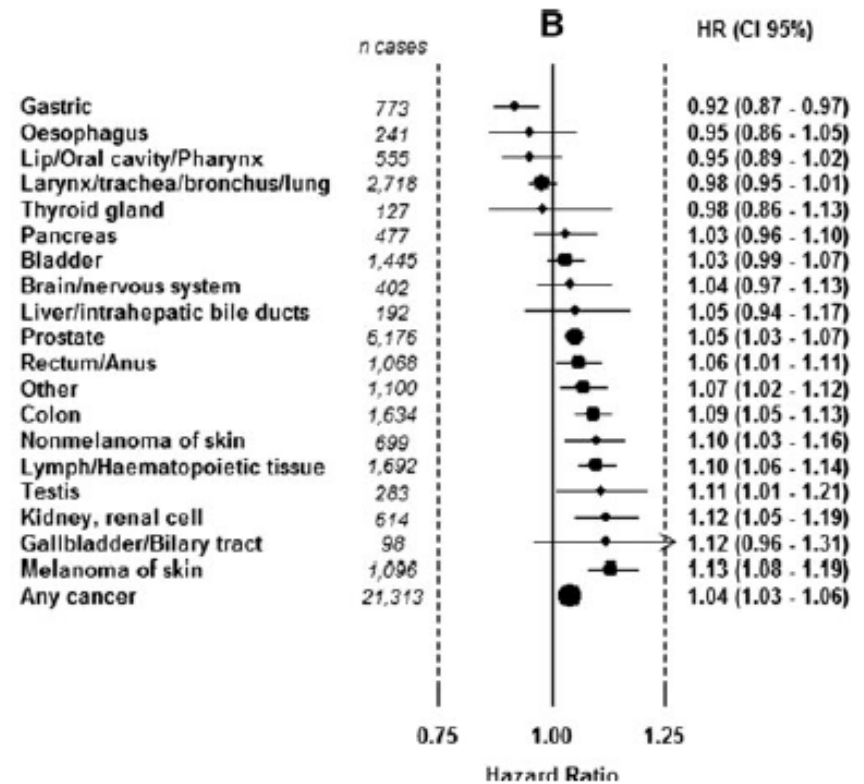 B
HR (CI 95%)
n cases
Gastric 773 0.92 (0.87 - 0.97)
Oesophagus 241 0.95 (0.86 - 1.05)
Lip/Oral cavity/Pharynx 555 0.95 (0.89 - 1.02)
Larynx/trachea/bronchus/lung 2,718 0.98 (0.95 - 1.01)
Thyroid gland 127 0.98 (0.86 - 1.13)
Pancreas 477 1.03 (0.96 - 1.10)
Bladder 1,445 1.03 (0.99 - 1.07)
Brain/nervous system 402 1.04 (0.97 - 1.13)
Liver/intrahepatic bile ducts 192 1.05 (0.94 - 1.17)
Prostate 6,176 1.05 (1.03 - 1.07)
Rectum/Anus 1,068 1.06 (1.01 - 1.11)
Other 1,100 1.07 (1.02 - 1.12)
Colon 1,634 1.09 (1.05 - 1.13)
Nonmelanoma of skin 699 1.10 (1.03 - 1.16)
Lymph/Haematopoietic tissue 1,692 1.10 (1.06 - 1.14)
Testis 283 1.11 (1.01 - 1.21)
Kidney, renal cell 614 1.12 (1.05 - 1.19)
Gallbladder/Bilary tract 98 1.12 (0.96 - 1.31)
Melanoma of skin 1,096 1.13 (1.08 - 1.19)
Any cancer 21,313 1.04 (1.03 - 1.06)
0.75 1.00 1.25
Hazard Ratio